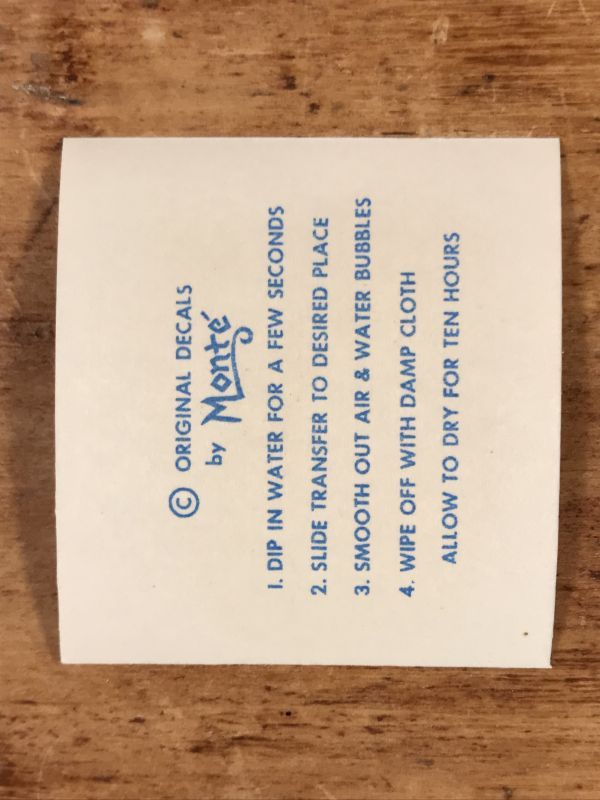 © ORIGINAL DECALS
by Monté
1. DIP IN WATER FOR A FEW SECONDS
2. SLIDE TRANSFER TO DESIRED PLACE
3. SMOOTH OUT AIR & WATER BUBBLES
4. WIPE OFF WITH DAMP CLOTH
ALLOW TO DRY FOR TEN HOURS